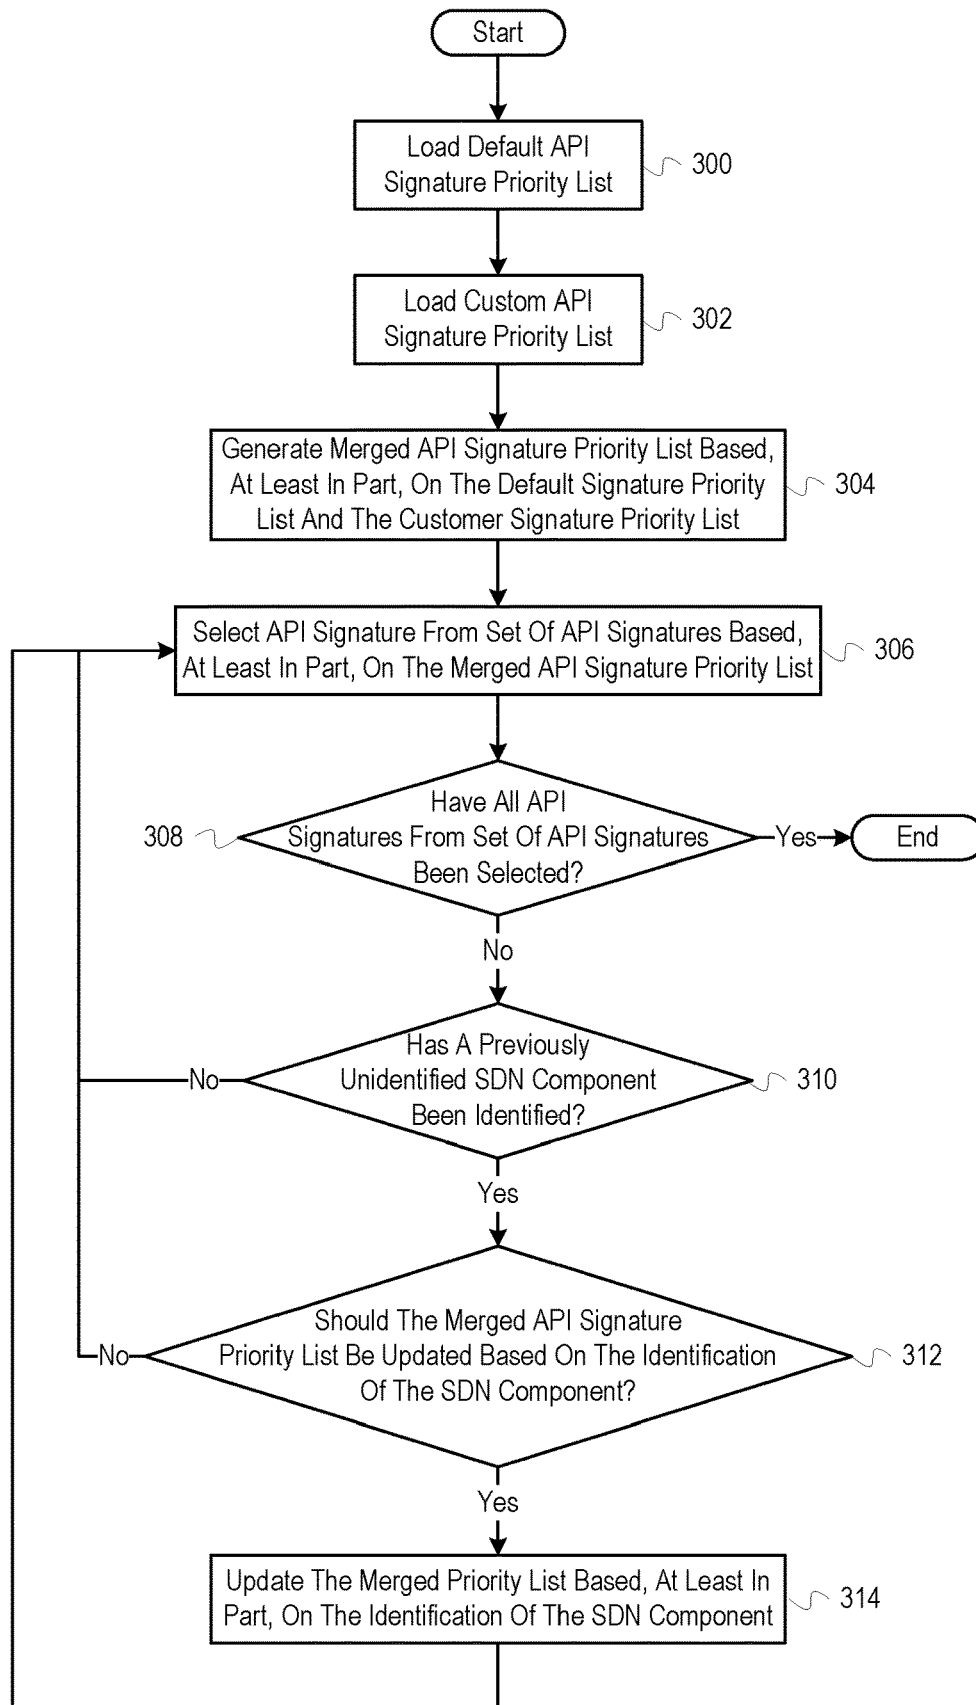 Start
Load Default API
Signature Priority List
300
Load Custom API
Signature Priority List
302
Generate Merged API Signature Priority List Based,
At Least In Part, On The Default Signature Priority
List And The Customer Signature Priority List
304
Select API Signature From Set Of API Signatures Based,
At Least In Part, On The Merged API Signature Priority List
306
Have All API
Signatures From Set Of API Signatures
Been Selected?
308
Yes
End
No
Has A Previously
Unidentified SDN Component
Been Identified?
310
No
Yes
Should The Merged API Signature
Priority List Be Updated Based On The Identification
Of The SDN Component?
312
No
Yes
Update The Merged Priority List Based, At Least In
Part, On The Identification Of The SDN Component
314